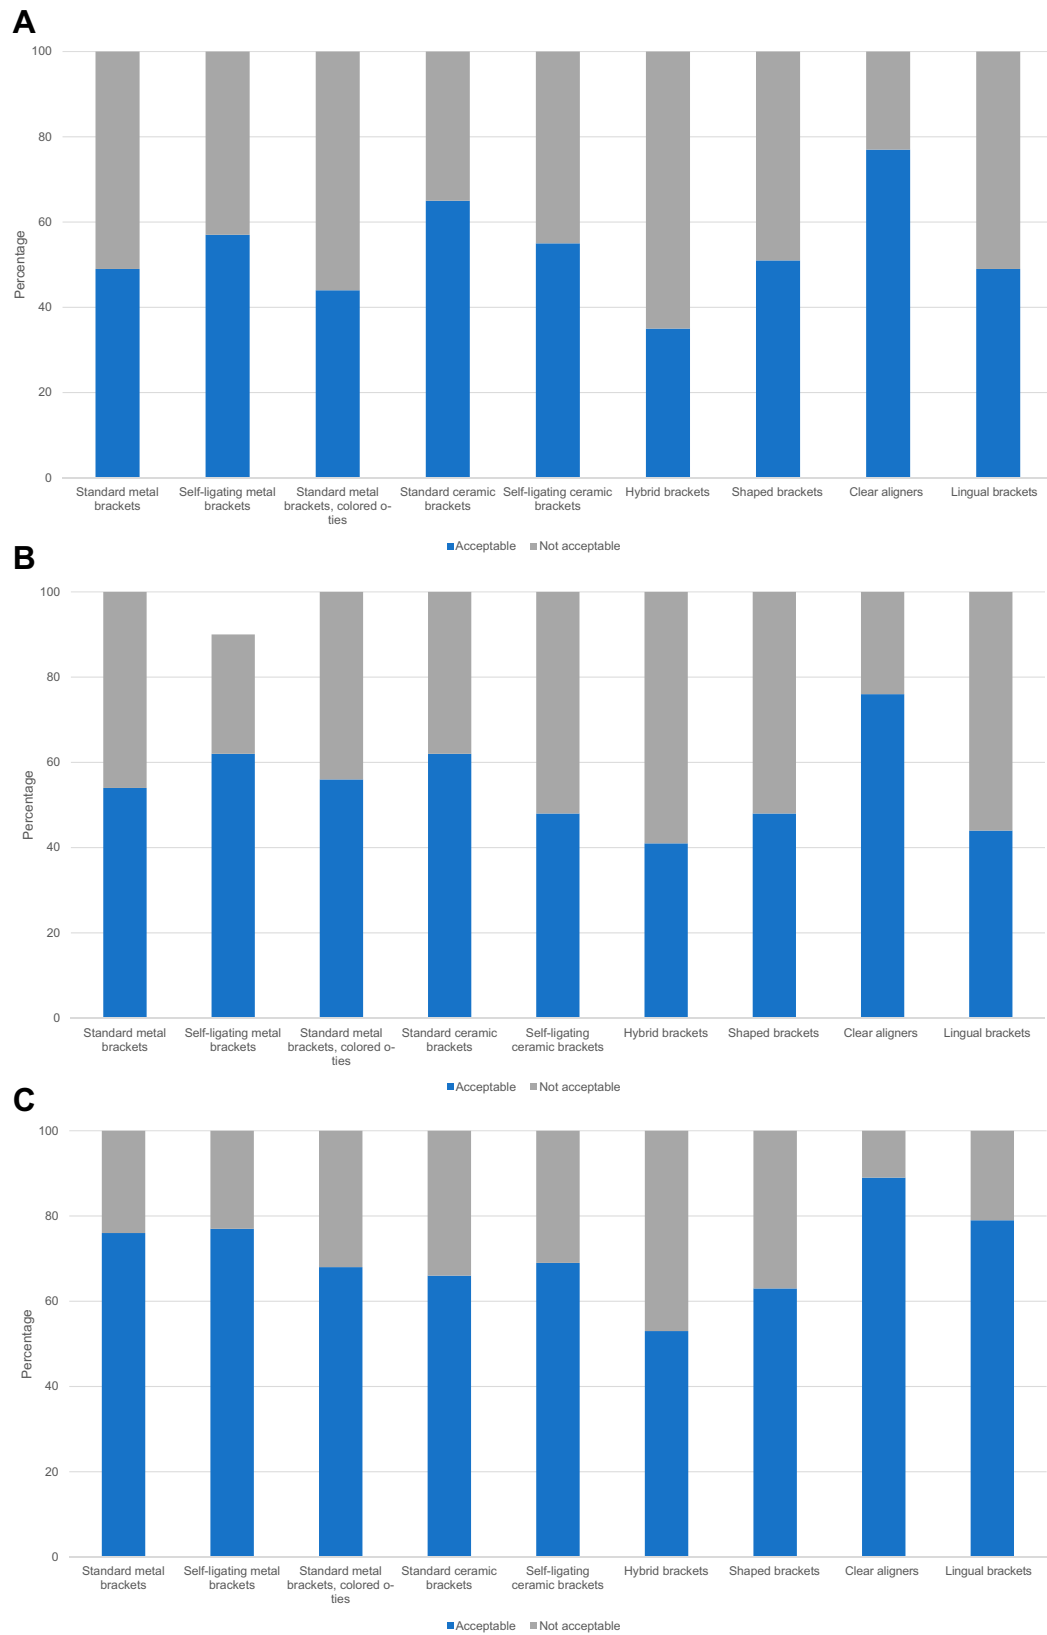 A
100
80
60
40
20
0
Percentage
Standard metal
brackets
Self-ligating metal
brackets
Standard metal
brackets, colored o-
ties
Standard ceramic
brackets
Self-ligating ceramic
brackets
Hybrid brackets
Shaped brackets
Clear aligners
Lingual brackets
Acceptable
Not acceptable
B
100
80
60
40
20
0
Percentage
Standard metal
brackets
Self-ligating metal
brackets
Standard metal
brackets, colored o-
ties
Standard ceramic
brackets
Self-ligating
ceramic brackets
Hybrid brackets
Shaped brackets
Clear aligners
Lingual brackets
Acceptable
Not acceptable
C
100
80
60
40
20
0
Percentage
Standard metal
brackets
Self-ligating metal
brackets
Standard metal
brackets, colored o-
ties
Standard ceramic
brackets
Self-ligating
ceramic brackets
Hybrid brackets
Shaped brackets
Clear aligners
Lingual brackets
Acceptable
Not acceptable